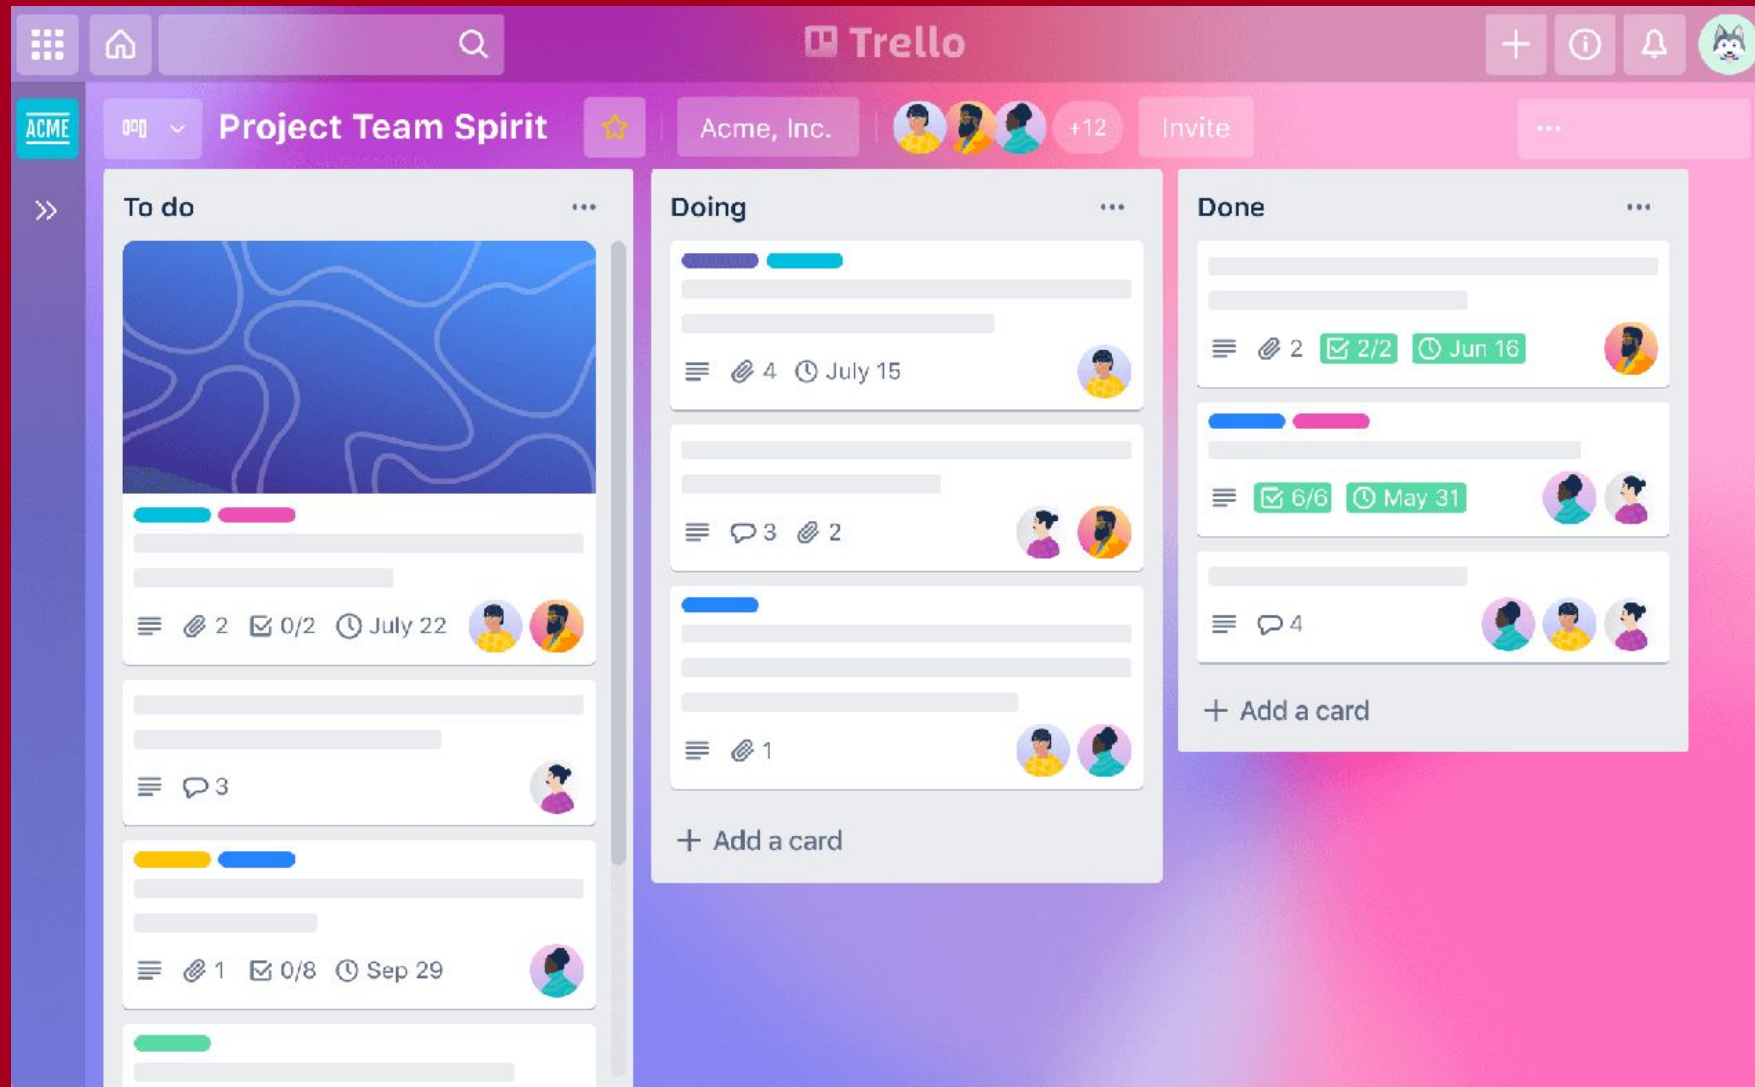 Trello
ACME
Project Team Spirit
Acme, Inc.
+12
Invite
To do
2 0/2 July 22
3
1 0/8 Sep 29
Doing
4 July 15
3 2
1
+ Add a card
Done
2 2/2 Jun 16
6/6 May 31
4
+ Add a card